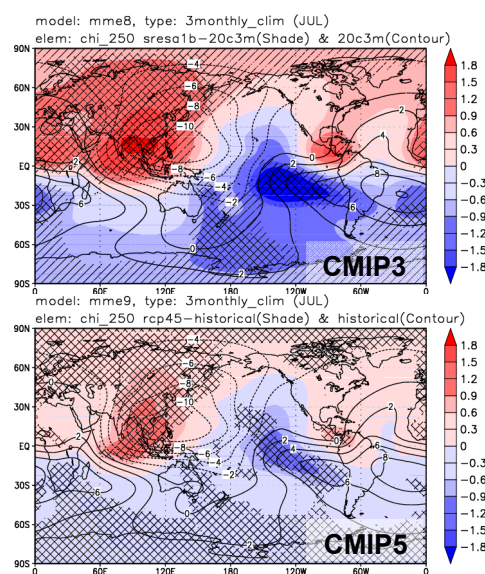 model: mme8, type: 3monthly_clim (JUL)
elem: chi_250 sresa1b-20c3m(Shade) & 20c3m(Contour)
90N
60N
30N
EQ
30S
60S
90S
0 60E 120E 180 120W 60W 0
-4
-6
-8
-10
-8
-6
-4
-2
2
6
0
2
0
2
2
4
8
6
1.8
1.5
1.2
0.9
0.6
0.3
0
-0.3
-0.6
-0.9
-1.2
-1.5
-1.8
CMIP3
model: mme9, type: 3monthly_clim (JUL)
elem: chi_250 rcp45-historical(Shade) & historical(Contour)
90N
60N
30N
EQ
30S
60S
90S
0 60E 120E 180 120W 60W 0
0
-4
-6
-8
-10
-8
-6
-4
-2
2
6
0
2
0
2
4
2
6
8
6
1.8
1.5
1.2
0.9
0.6
0.3
0
-0.3
-0.6
-0.9
-1.2
-1.5
-1.8
CMIP5